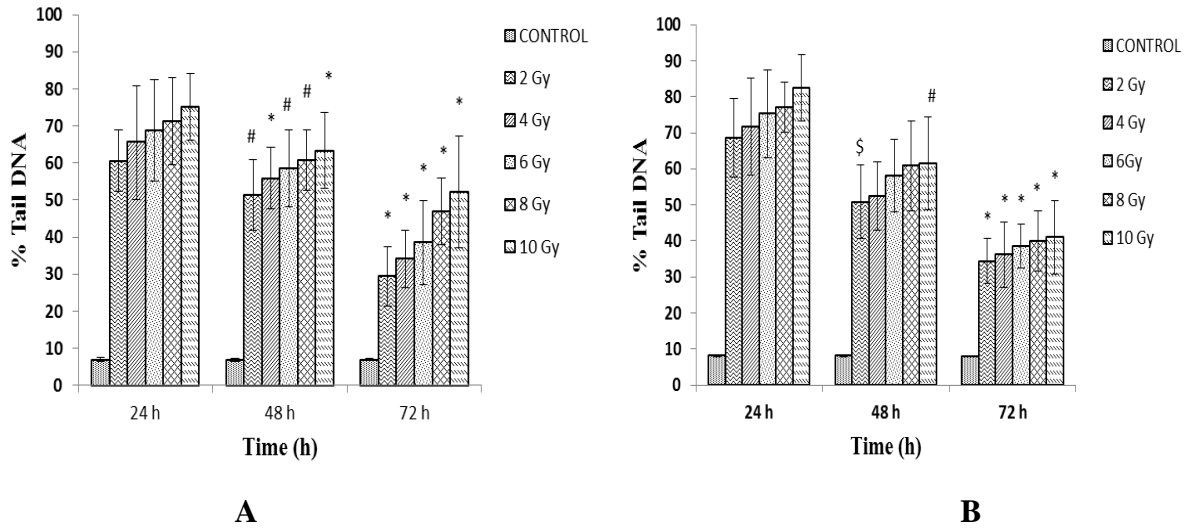 100
90
80
70
60
50
40
30
20
10
0
% Tail DNA
# * # # *
* * * * *
24 h 48 h 72 h
Time (h)
CONTROL
2 Gy
4 Gy
6 Gy
8 Gy
10 Gy
A
100
90
80
70
60
50
40
30
20
10
0
% Tail DNA
$ #
* * * * *
24 h 48 h 72 h
Time (h)
CONTROL
2 Gy
4 Gy
6Gy
8 Gy
10 Gy
B